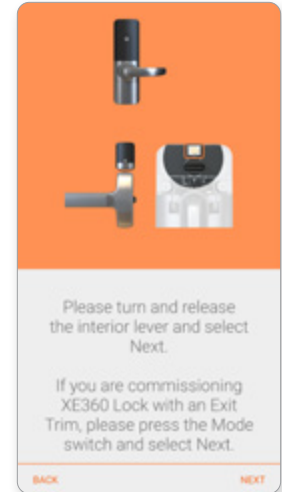 Please turn and release
the interior lever and select
Next.
If you are commissioning
XE360 Lock with an Exit
Trim, please press the Mode
switch and select Next.
BACK
NEXT